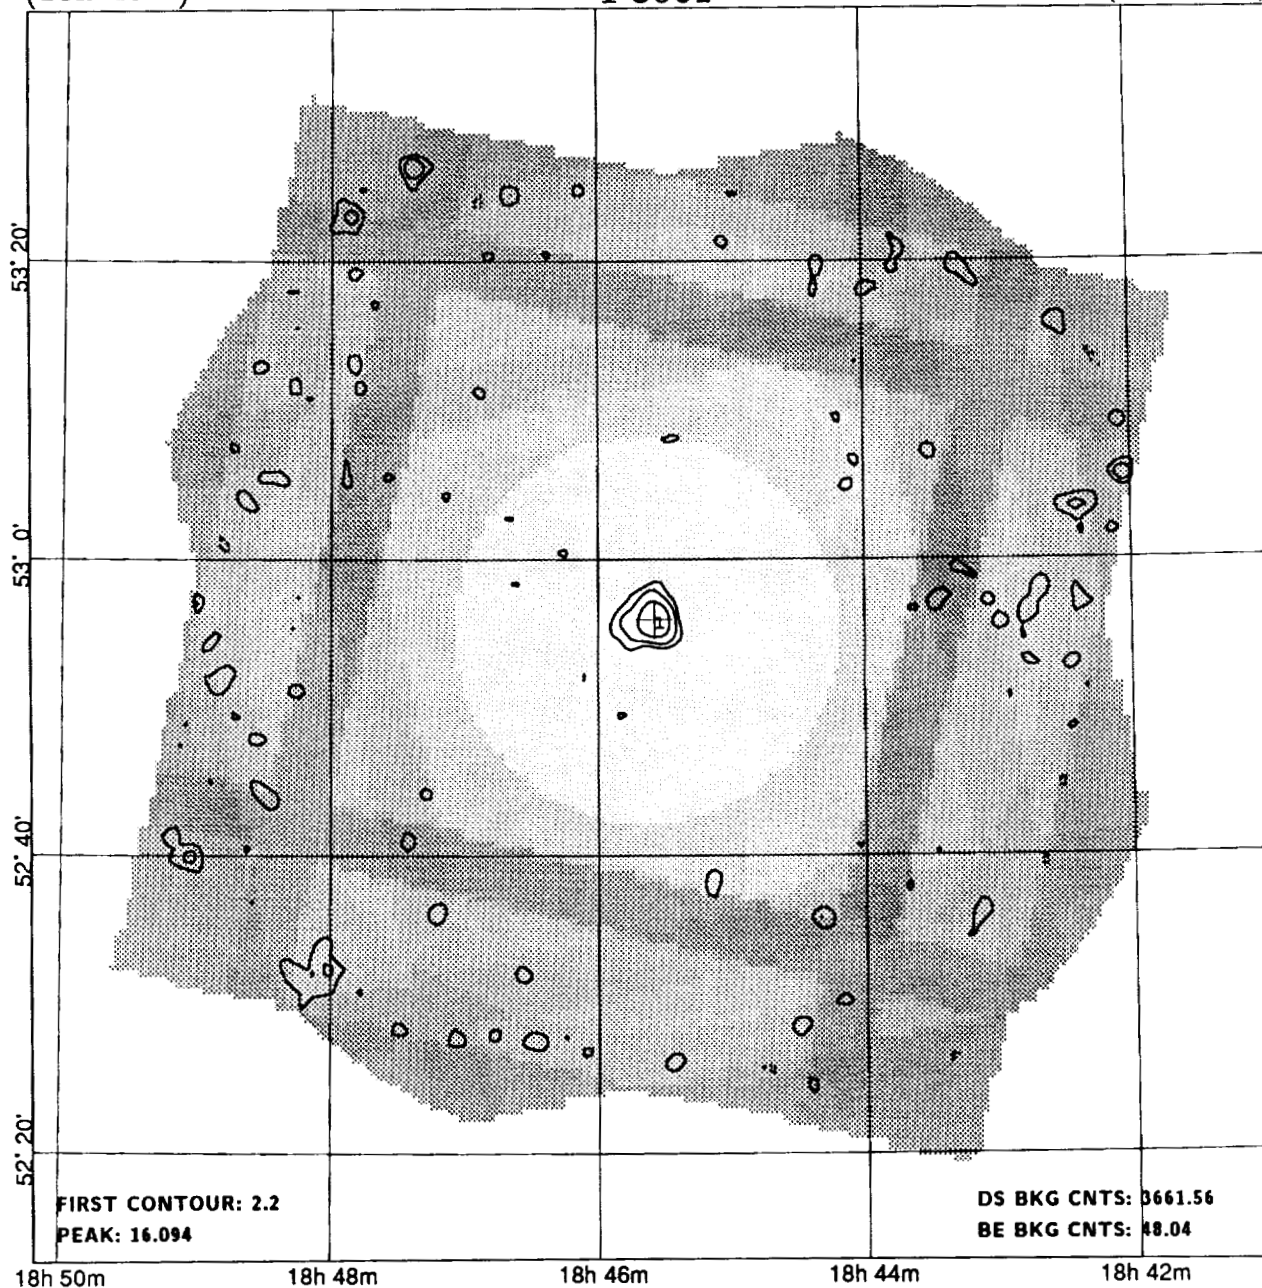 53° 20'
53° 0'
52° 40'
52° 20'
FIRST CONTOUR: 2.2
PEAK: 16.094
DS BKG CNTS: 3661.56
BE BKG CNTS: 48.04
18h 50m
18h 48m
18h 46m
18h 44m
18h 42m